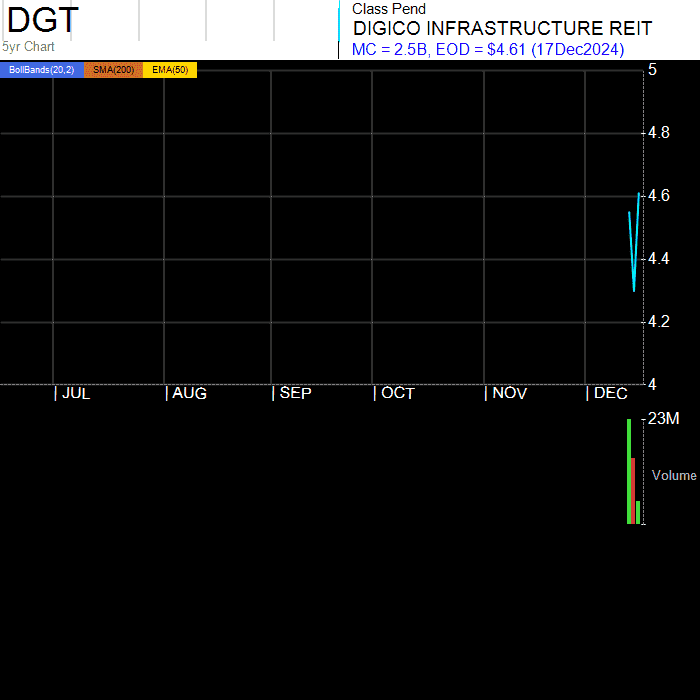 DGT
5yr Chart
Class Pend
DIGICO INFRASTRUCTURE REIT
MC = 2.5B, EOD = $4.61 (17Dec2024)
BollBands(20,2) SMA(200) EMA(50)
5
4.8
4.6
4.4
4.2
4
| JUL | AUG | SEP | OCT | NOV | DEC
23M
Volume